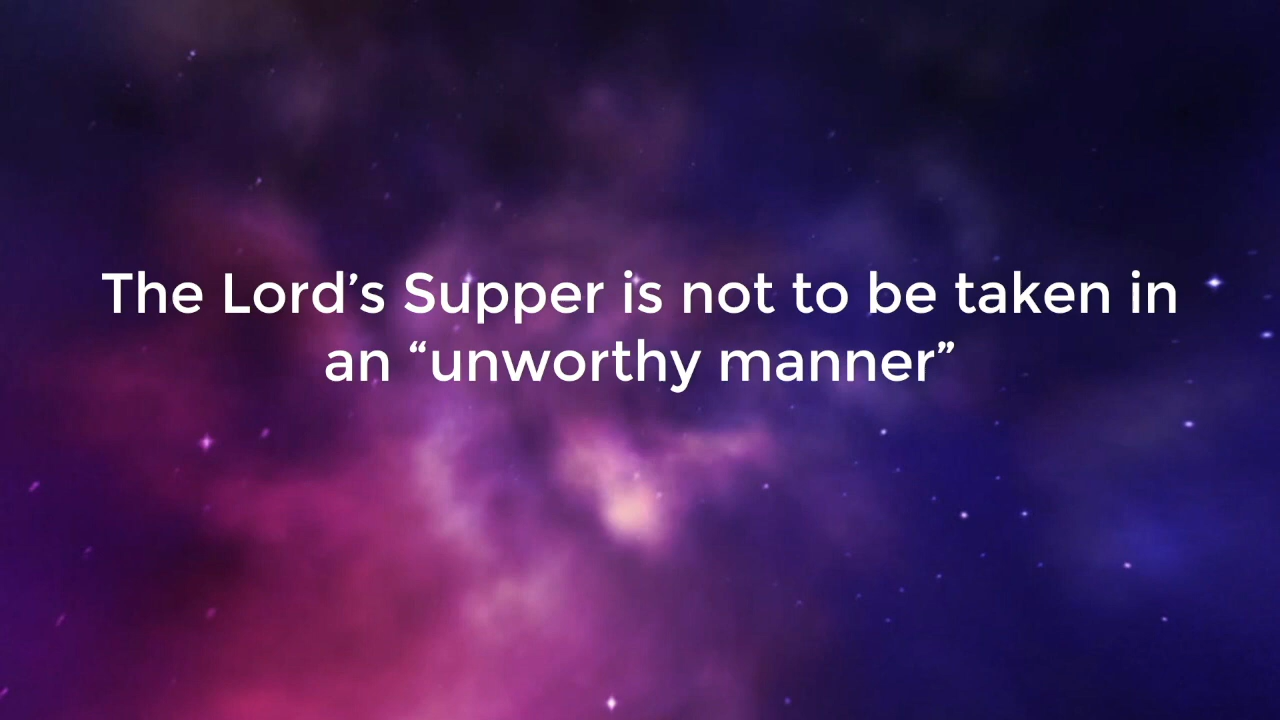 The Lord’s Supper is not to be taken in
an “unworthy manner”